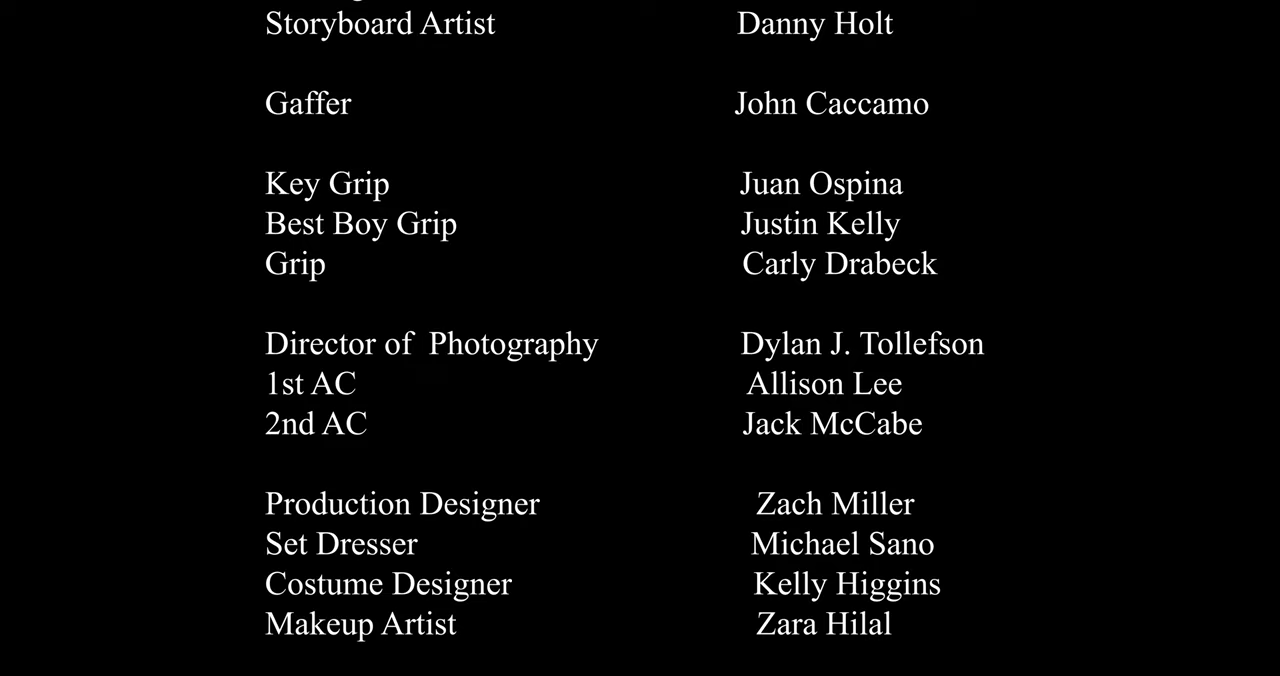 Storyboard Artist Danny Holt
Gaffer John Caccamo
Key Grip Juan Ospina
Best Boy Grip Justin Kelly
Grip Carly Drabeck
Director of  Photography Dylan J. Tollefson
1st AC Allison Lee
2nd AC Jack McCabe
Production Designer Zach Miller
Set Dresser Michael Sano
Costume Designer Kelly Higgins
Makeup Artist Zara Hilal